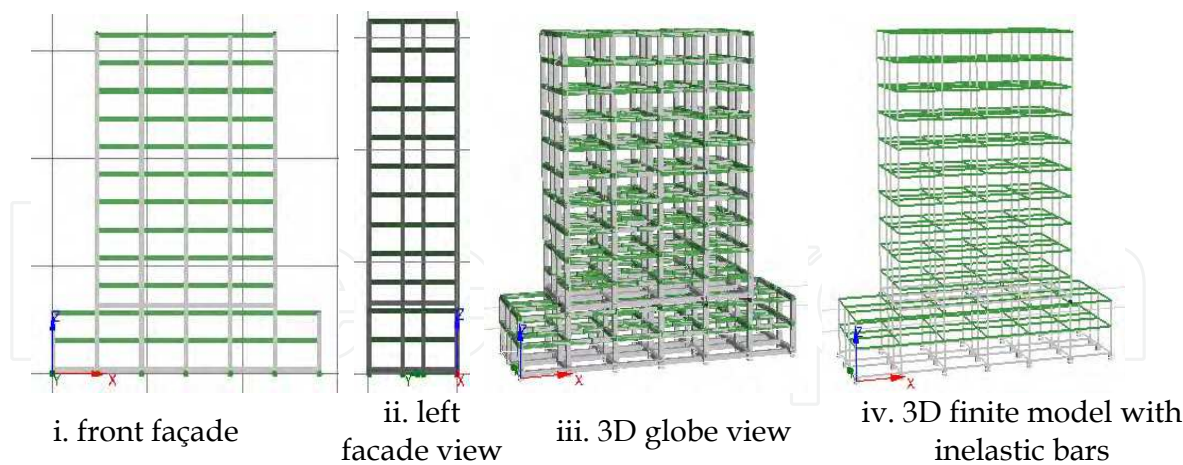 Z
Y
X
Z
Y
X
Z
X
Z
X
i. front façade
ii. left
facade view
iii. 3D globe view
iv. 3D finite model with
inelastic bars